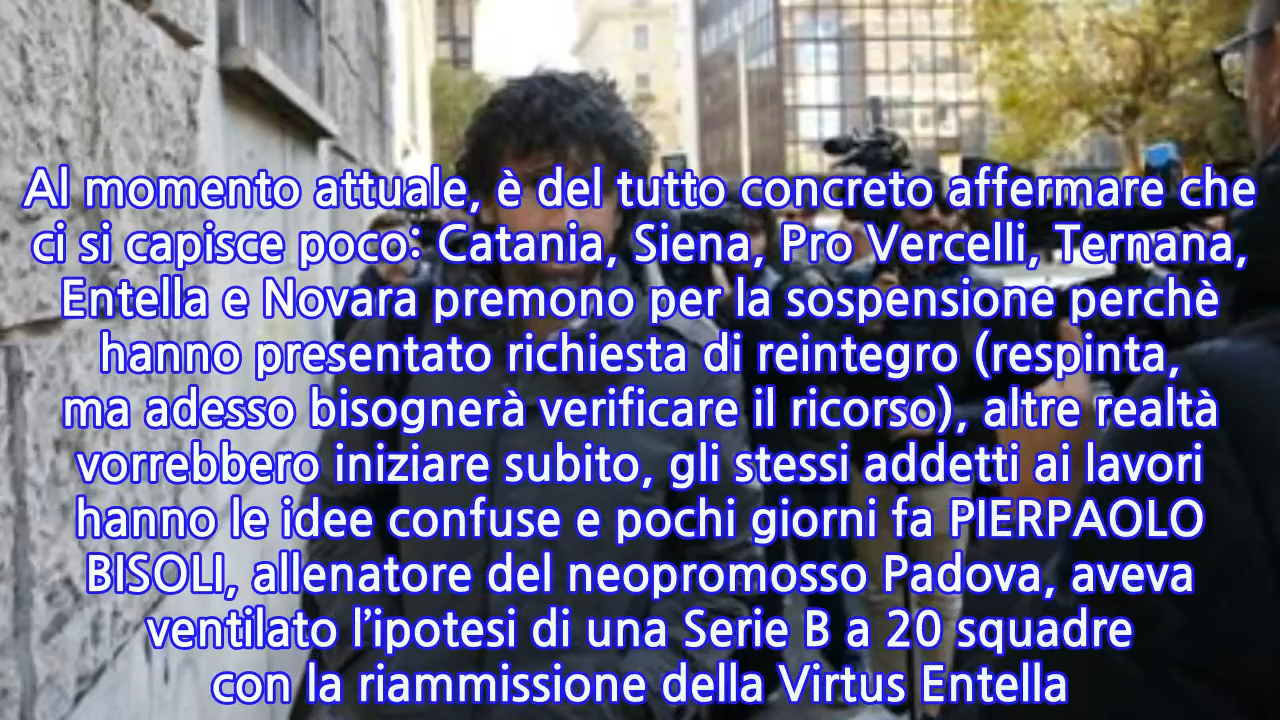 Al momento attuale, è del tutto concreto affermare che
ci si capisce poco: Catania, Siena, Pro Vercelli, Ternana,
Entella e Novara premono per la sospensione perchè
hanno presentato richiesta di reintegro (respinta,
ma adesso bisognerà verificare il ricorso), altre realtà
vorrebbero iniziare subito, gli stessi addetti ai lavori
hanno le idee confuse e pochi giorni fa PIERPAOLO
BISOLI, allenatore del neopromosso Padova, aveva
ventilato l’ipotesi di una Serie B a 20 squadre
con la riammissione della Virtus Entella